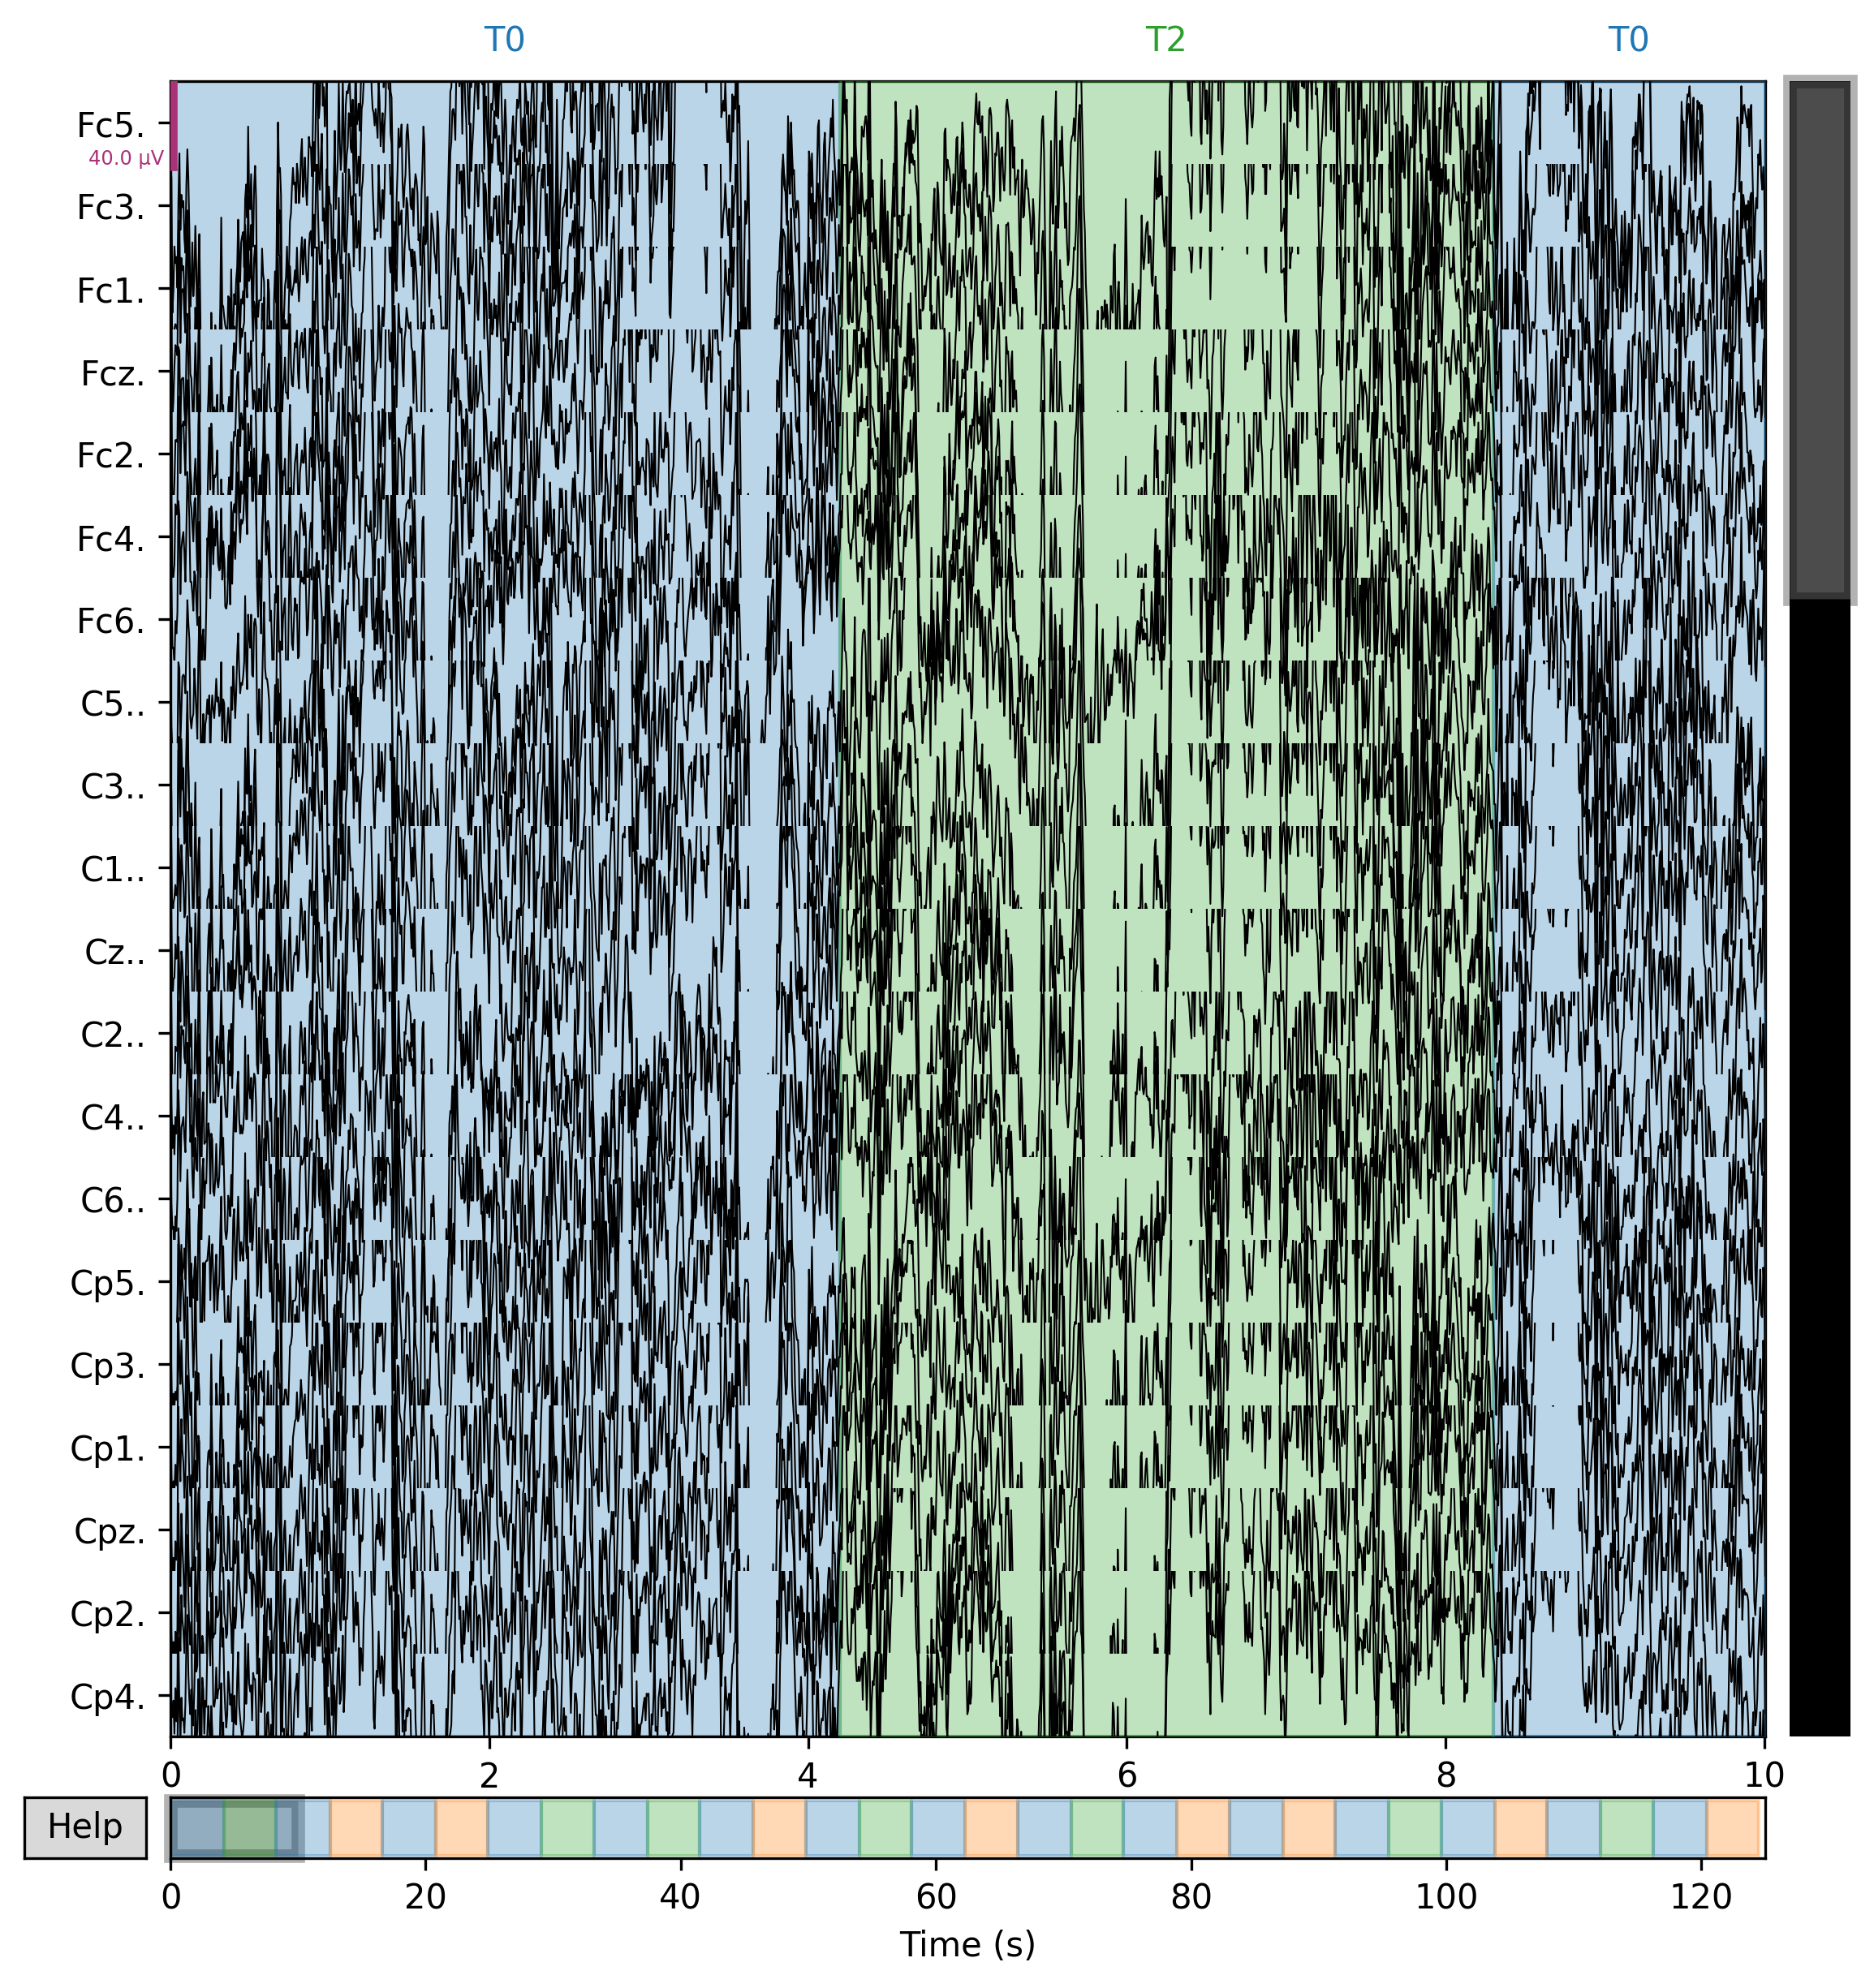 T0 T2 T0
Fc5.
40.0 µV
Fc3.
Fc1.
Fcz.
Fc2.
Fc4.
Fc6.
C5..
C3..
C1..
Cz..
C2..
C4..
C6..
Cp5.
Cp3.
Cp1.
Cpz.
Cp2.
Cp4.
0 2 4 6 8 10
Help
0 20 40 60 80 100 120
Time (s)